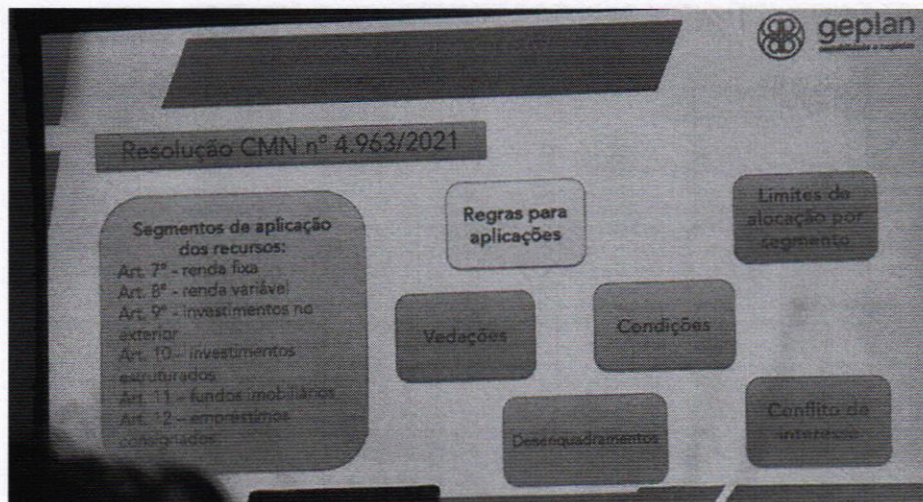 geplan
Resolução CMN nº 4.963/2021
Segmentos de aplicação
dos recursos:
Art. 7º - renda fixa
Art. 8º - renda variável
Art. 9º - investimentos no
exterior
Art. 10 - investimentos
estruturados
Art. 11 - fundos imobiliários
Art. 12 - empréstimos
consignados
Regras para
aplicações
Limites de
alocação por
segmento
Vedações
Condições
Desenquadramentos
Conflito de
interesse